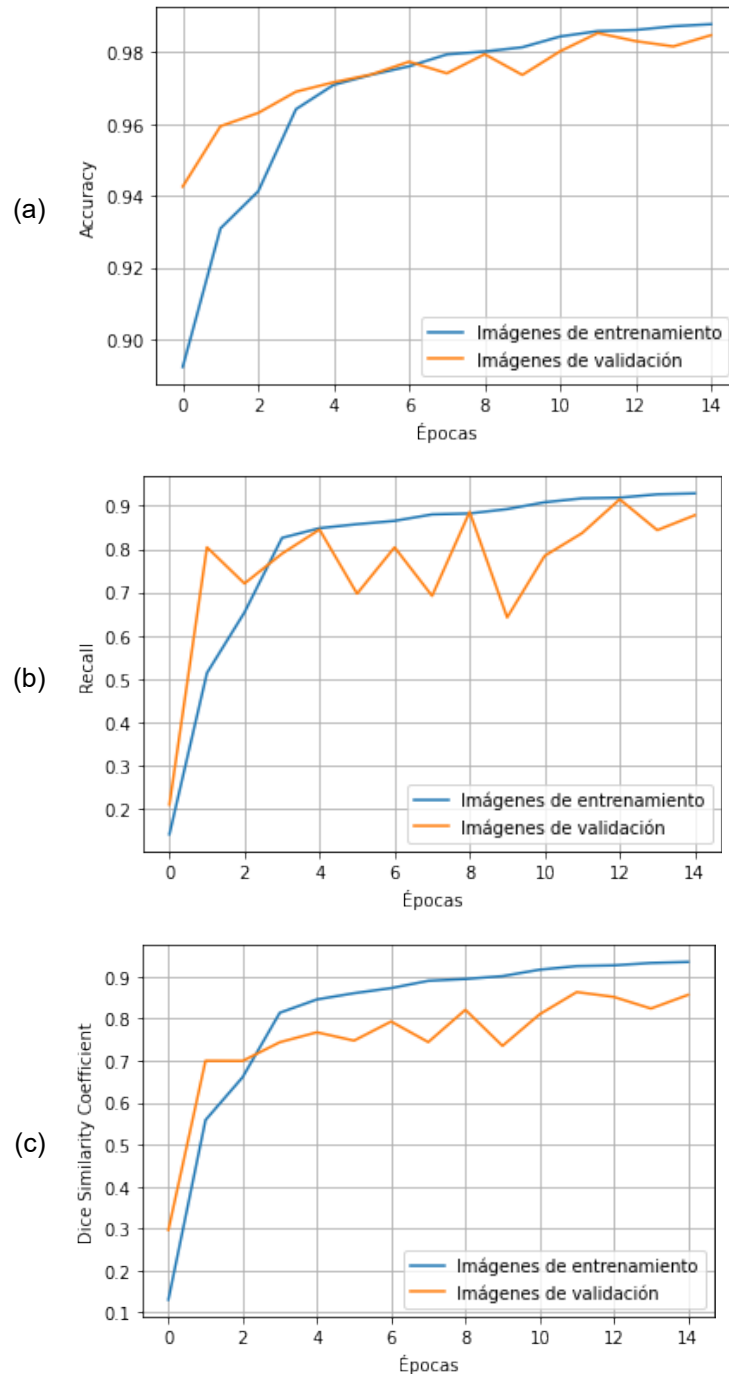 (a)
Accuracy
0.98
0.96
0.94
0.92
0.90
Imágenes de entrenamiento
Imágenes de validación
0 2 4 6 8 10 12 14
Épocas
(b)
Recall
0.9
0.8
0.7
0.6
0.5
0.4
0.3
0.2
Imágenes de entrenamiento
Imágenes de validación
0 2 4 6 8 10 12 14
Épocas
(c)
Dice Similarity Coefficient
0.9
0.8
0.7
0.6
0.5
0.4
0.3
0.2
0.1
Imágenes de entrenamiento
Imágenes de validación
0 2 4 6 8 10 12 14
Épocas